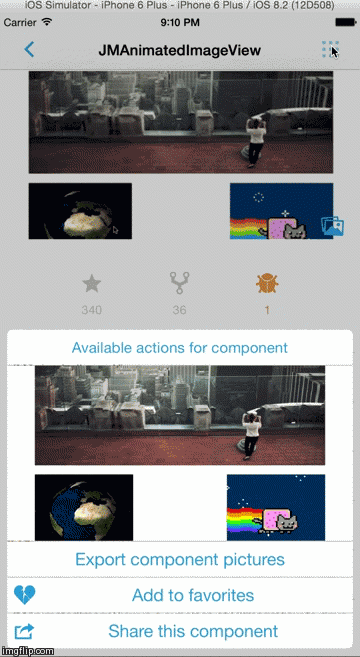 iOS Simulator - iPhone 6 Plus - iPhone 6 Plus / iOS 8.2 (12D508)
Carrier 9:10 PM
JMAnimatedImageView
340 36 1
Available actions for component
Export component pictures
Add to favorites
Share this component
imgflip.com